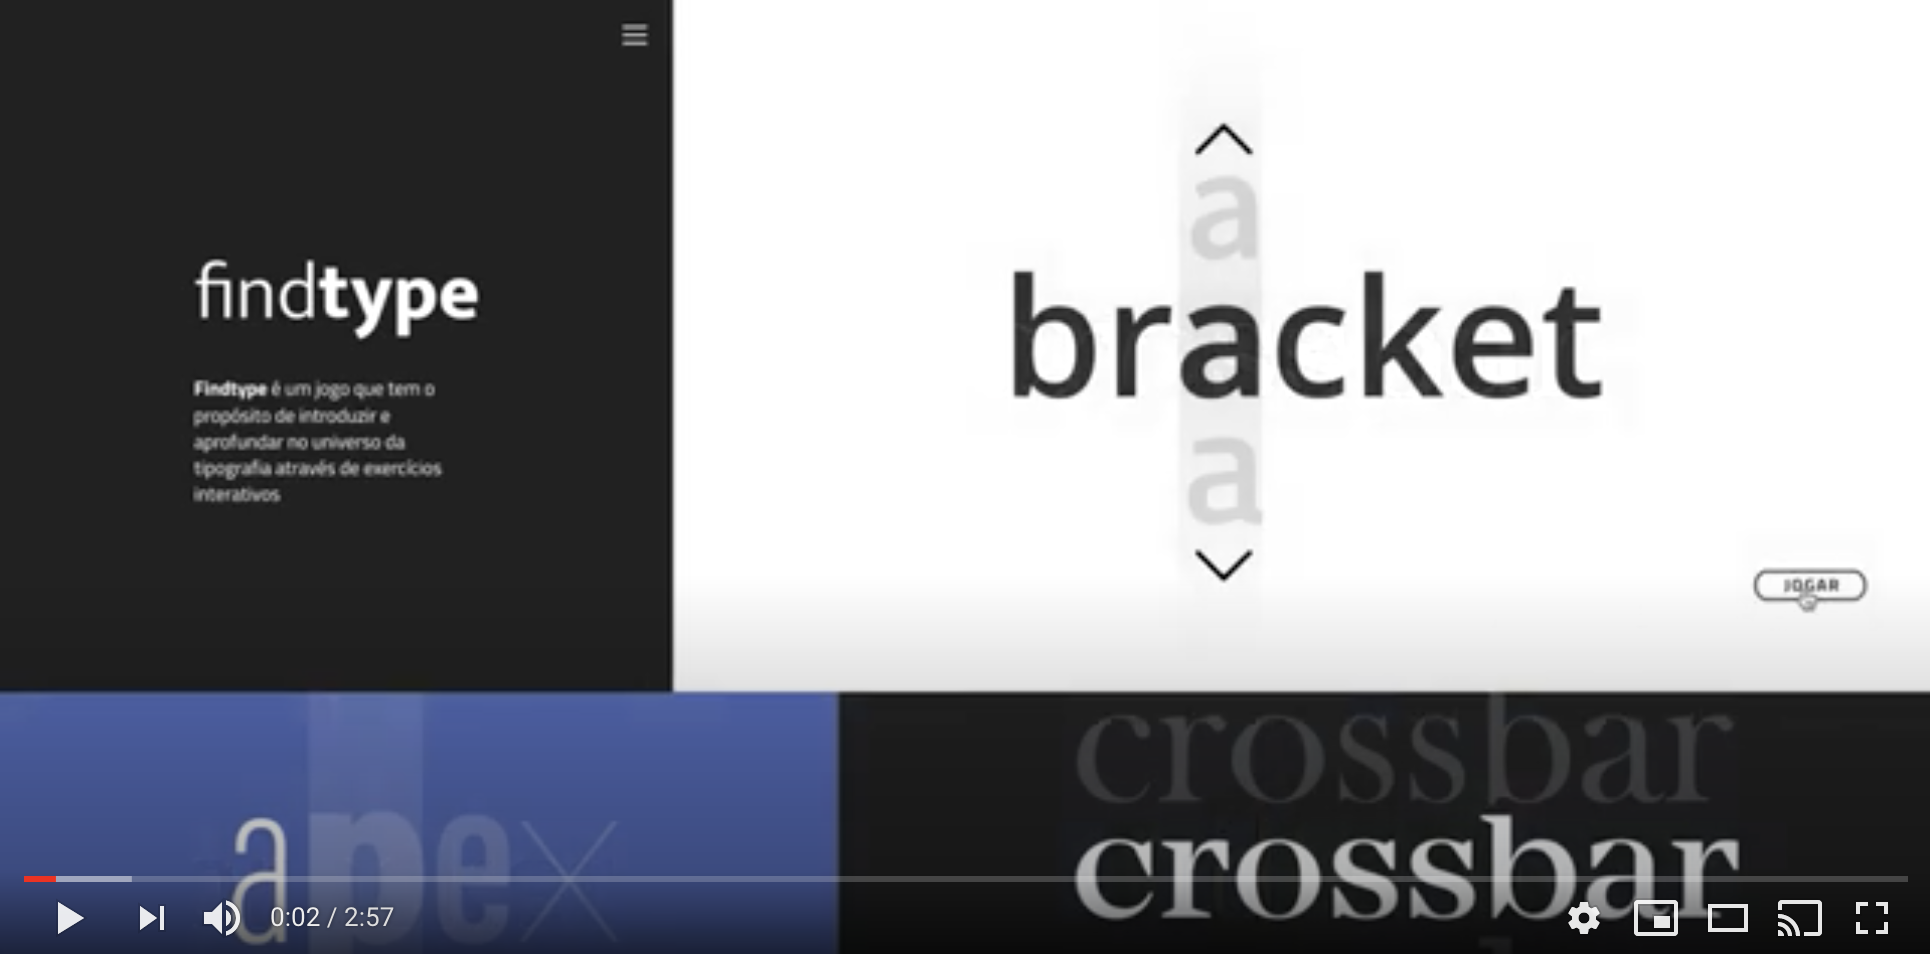 findtype
Findtype é um jogo que tem o
propósito de introduzir e
aprofundar no universo da
tipografia através de exercícios
interativos
a
bracket
a
JOGAR
apex
crossbar
crossbar
0:02 / 2:57